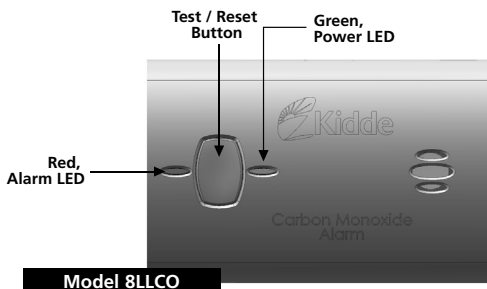 Test / Reset
Button
Green,
Power LED
Kidde
Red,
Alarm LED
Carbon Monoxide
Alarm
Model 8LLCO